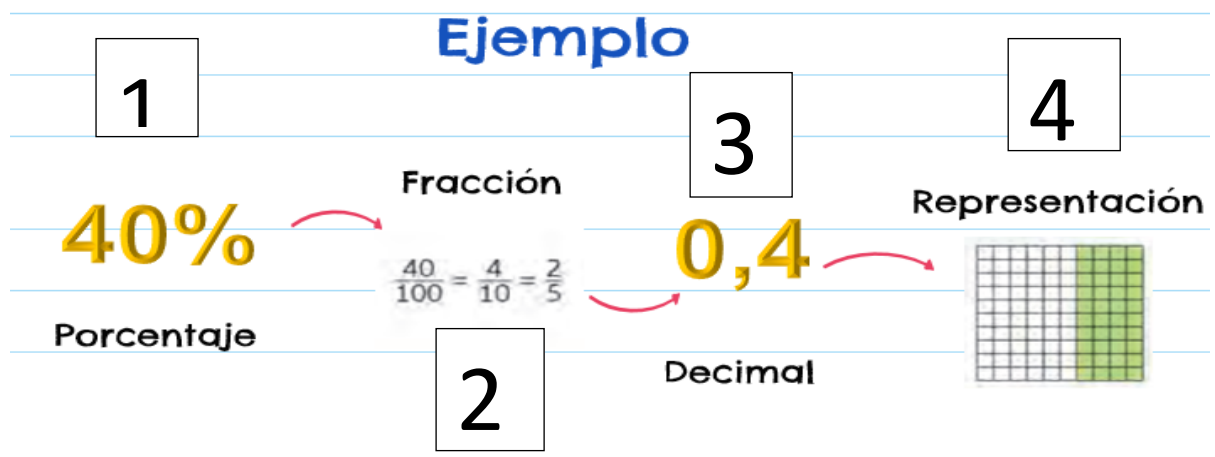 Ejemplo
1
3
4
Fracción
Representación
40%
40/100 = 4/10 = 2/5
0,4
Porcentaje
Decimal
2